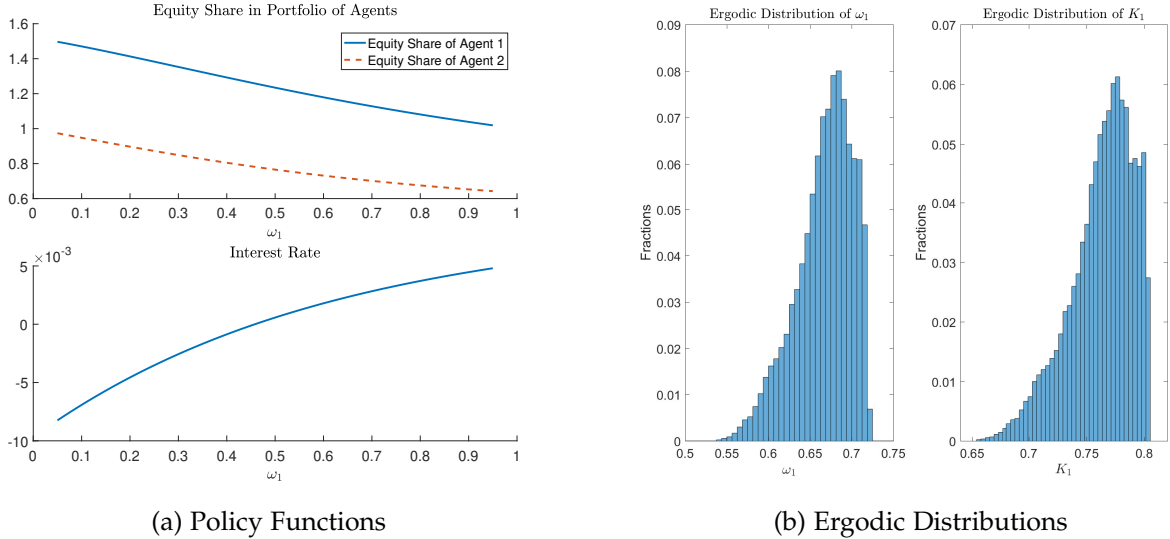 Equity Share in Portfolio of Agents
1.6
1.4
1.2
1
0.8
0.6
Equity Share of Agent 1
Equity Share of Agent 2
0 0.1 0.2 0.3 0.4 0.5 0.6 0.7 0.8 0.9 1
ω₁
Interest Rate
×10⁻³
5
0
-5
-10
0 0.1 0.2 0.3 0.4 0.5 0.6 0.7 0.8 0.9 1
ω₁
(a) Policy Functions
Ergodic Distribution of ω₁
0.09
0.08
0.07
0.06
0.05
0.04
0.03
0.02
0.01
0
Fractions
0.5 0.55 0.6 0.65 0.7 0.75
ω₁
Ergodic Distribution of K₁
0.07
0.06
0.05
0.04
0.03
0.02
0.01
0
Fractions
0.65 0.7 0.75 0.8
K₁
(b) Ergodic Distributions